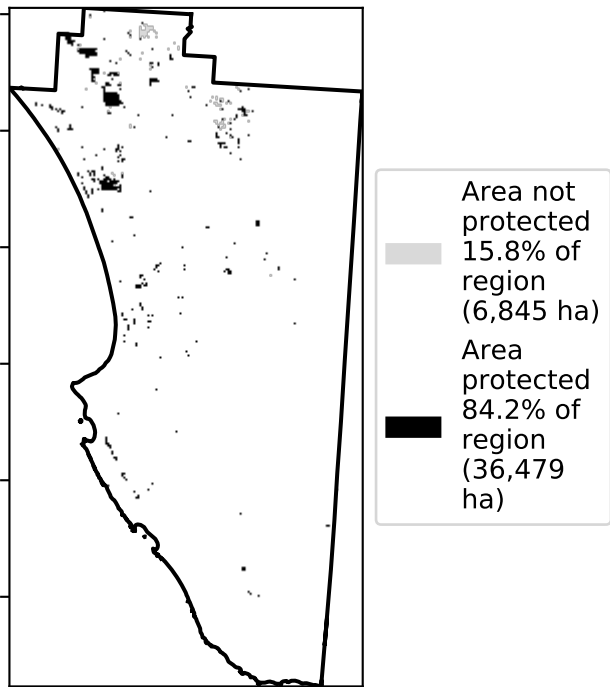 Area not
protected
15.8% of
region
(6,845 ha)
Area
protected
84.2% of
region
(36,479
ha)